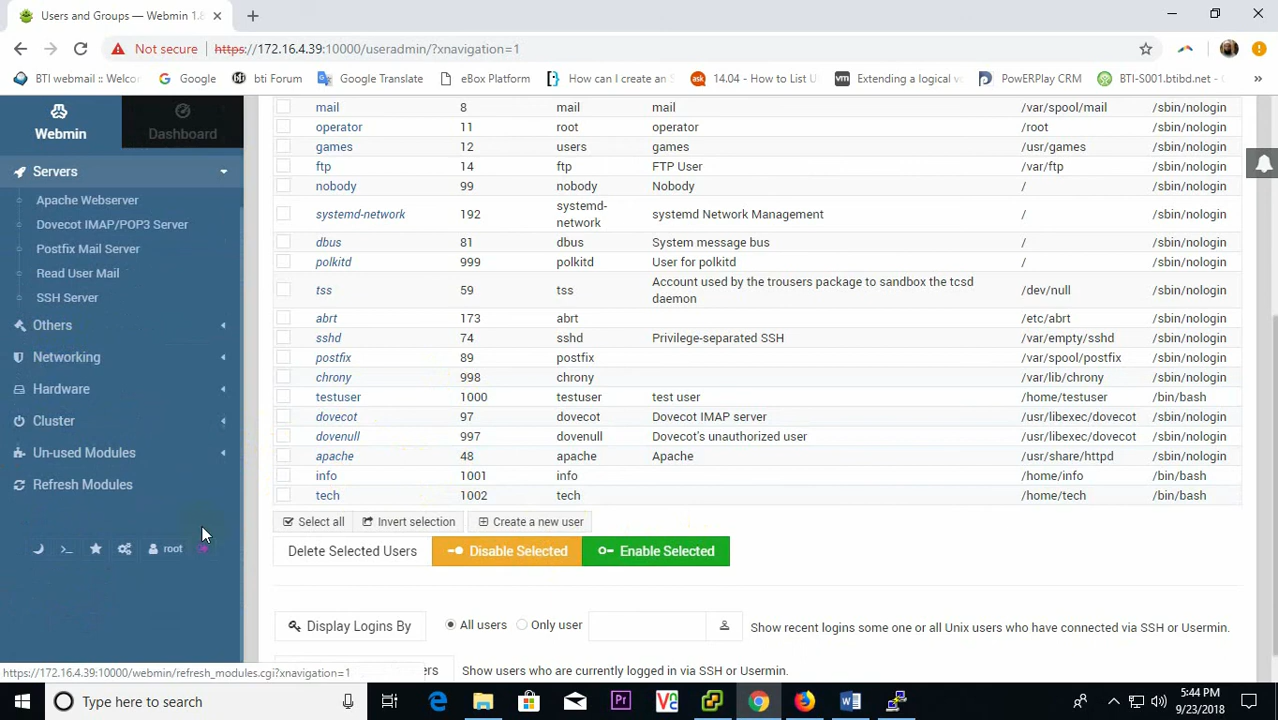 Users and Groups — Webmin 1.8
Not secure https://172.16.4.39:10000/useradmin/?xnavigation=1
BTI webmail :: Welcor Google bti Forum Google Translate eBox Platform How can I create an S 14.04 - How to List U Extending a logical v PowERPlay CRM BTI-S001.btibd.net - C »
Webmin Dashboard
Servers
Apache Webserver
Dovecot IMAP/POP3 Server
Postfix Mail Server
Read User Mail
SSH Server
Others
Networking
Hardware
Cluster
Un-used Modules
Refresh Modules
root
mail 8 mail mail /var/spool/mail /sbin/nologin
operator 11 root operator /root /sbin/nologin
games 12 users games /usr/games /sbin/nologin
ftp 14 ftp FTP User /var/ftp /sbin/nologin
nobody 99 nobody Nobody / /sbin/nologin
systemd-network 192 systemd-network systemd Network Management / /sbin/nologin
dbus 81 dbus System message bus / /sbin/nologin
polkitd 999 polkitd User for polkitd / /sbin/nologin
tss 59 tss Account used by the trousers package to sandbox the tcsd daemon /dev/null /sbin/nologin
abrt 173 abrt /etc/abrt /sbin/nologin
sshd 74 sshd Privilege-separated SSH /var/empty/sshd /sbin/nologin
postfix 89 postfix /var/spool/postfix /sbin/nologin
chrony 998 chrony /var/lib/chrony /sbin/nologin
testuser 1000 testuser test user /home/testuser /bin/bash
dovecot 97 dovecot Dovecot IMAP server /usr/libexec/dovecot /sbin/nologin
dovenull 997 dovenull Dovecot's unauthorized user /usr/libexec/dovecot /sbin/nologin
apache 48 apache Apache /usr/share/httpd /sbin/nologin
info 1001 info /home/info /bin/bash
tech 1002 tech /home/tech /bin/bash
Select all Invert selection Create a new user
Delete Selected Users Disable Selected Enable Selected
Display Logins By All users Only user Show recent logins some one or all Unix users who have connected via SSH or Usermin.
ers Show users who are currently logged in via SSH or Usermin.
https://172.16.4.39:10000/webmin/refresh_modules.cgi?xnavigation=1
Type here to search
5:44 PM
9/23/2018